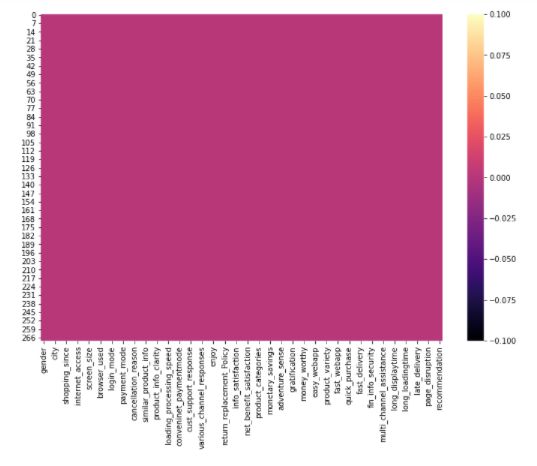 0
7
14
21
28
35
42
49
56
63
70
77
84
91
98
105
112
119
126
133
140
147
154
161
168
175
182
189
196
203
210
217
224
231
238
245
252
259
266
gender
city
shopping_since
internet_access
screen_size
browser_used
login_mode
payment_mode
cancellation_reason
similar_product_info
product_info_clarity
loading_processing_speed
conveninet_paymentmode
cust_support_response
various_channel_responses
enjoy
return_replacement_Policy
info_satisfaction
net_benefit_satisfaction
product_categories
monetary_savings
adventure_sense
gratification
money_worthy
easy_webapp
product_variety
fast_webapp
quick_purchase
fast_delivery
fin_info_security
multi_channel_assistance
long_displaytime
long_loadingtime
late_delivery
page_disruption
recommendation
0.100
0.075
0.050
0.025
0.000
−0.025
−0.050
−0.075
−0.100